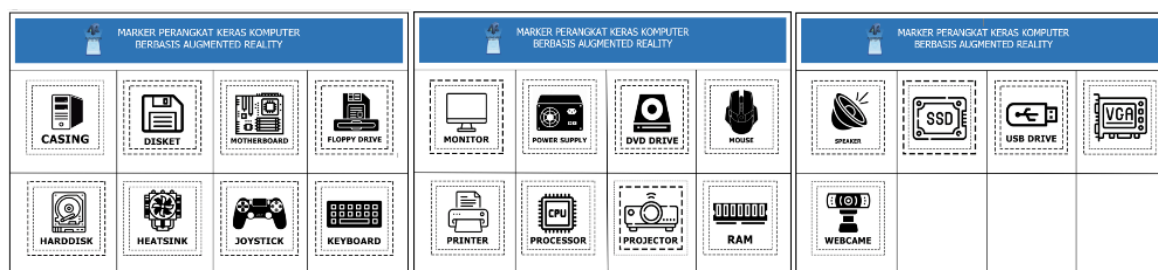 MARKER PERANGKAT KERAS KOMPUTER
BERBASIS AUGMENTED REALITY
CASING
DISKET
MOTHERBOARD
FLOPPY DRIVE
HARDDISK
HEATSINK
JOYSTICK
KEYBOARD
MARKER PERANGKAT KERAS KOMPUTER
BERBASIS AUGMENTED REALITY
MONITOR
POWER SUPPLY
DVD DRIVE
MOUSE
PRINTER
CPU
PROCESSOR
PROJECTOR
RAM
MARKER PERANGKAT KERAS KOMPUTER
BERBASIS AUGMENTED REALITY
SPEAKER
SSD
USB DRIVE
VGA
WEBCAME